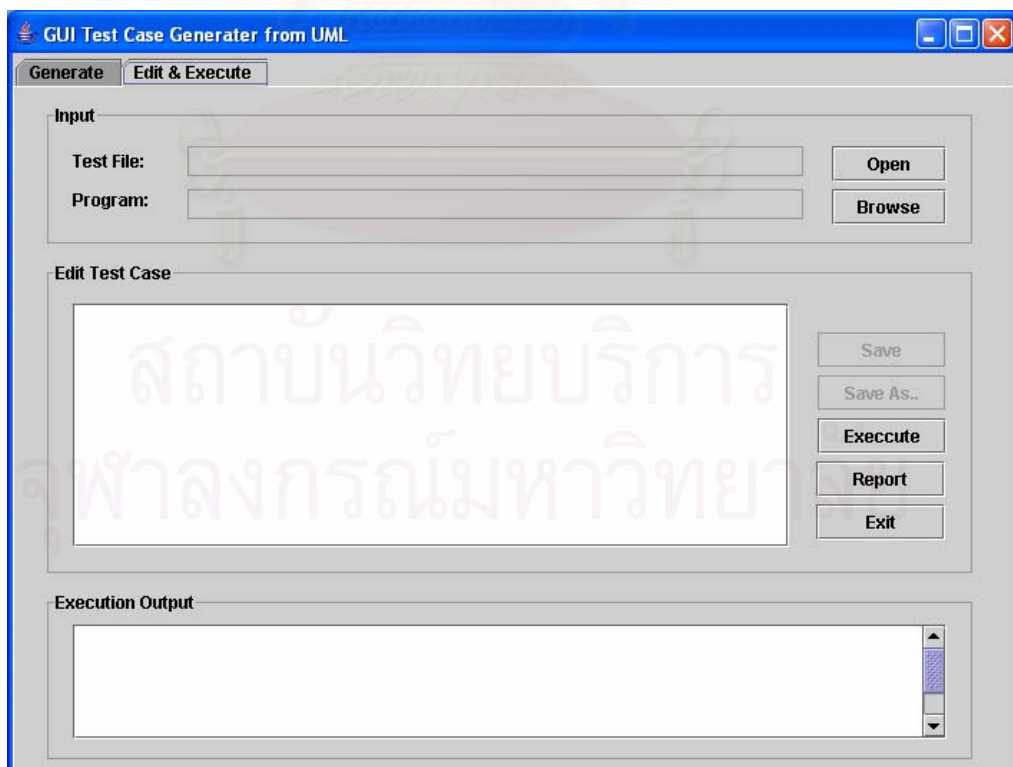 GUI Test Case Generater from UML
Generate Edit & Execute
Input
Test File: Open
Program: Browse
Edit Test Case
สถาบันวิทยบริการ
จุฬาลงกรณ์มหาวิทยาลัย
Save
Save As..
Execcute
Report
Exit
Execution Output